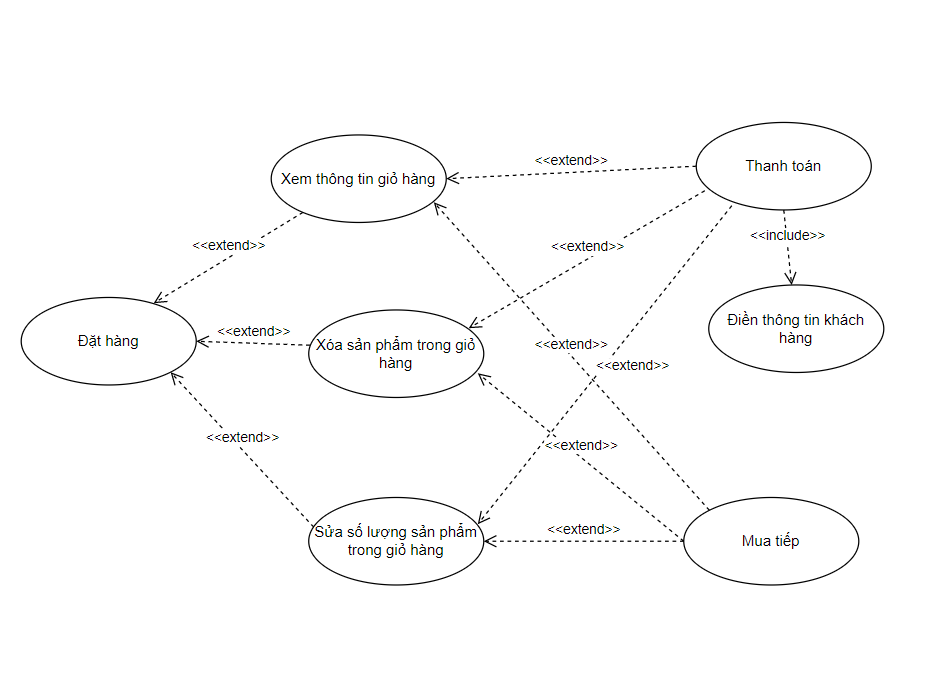 <<extend>>
Thanh toán
Xem thông tin giỏ hàng
<<include>>
<<extend>>
<<extend>>
Điền thông tin khách
hàng
<<extend>>
Đặt hàng
Xóa sản phẩm trong giỏ
hàng
<<extend>>
<<extend>>
<<extend>>
<<extend>>
<<extend>>
Sửa số lượng sản phẩm
trong giỏ hàng
Mua tiếp